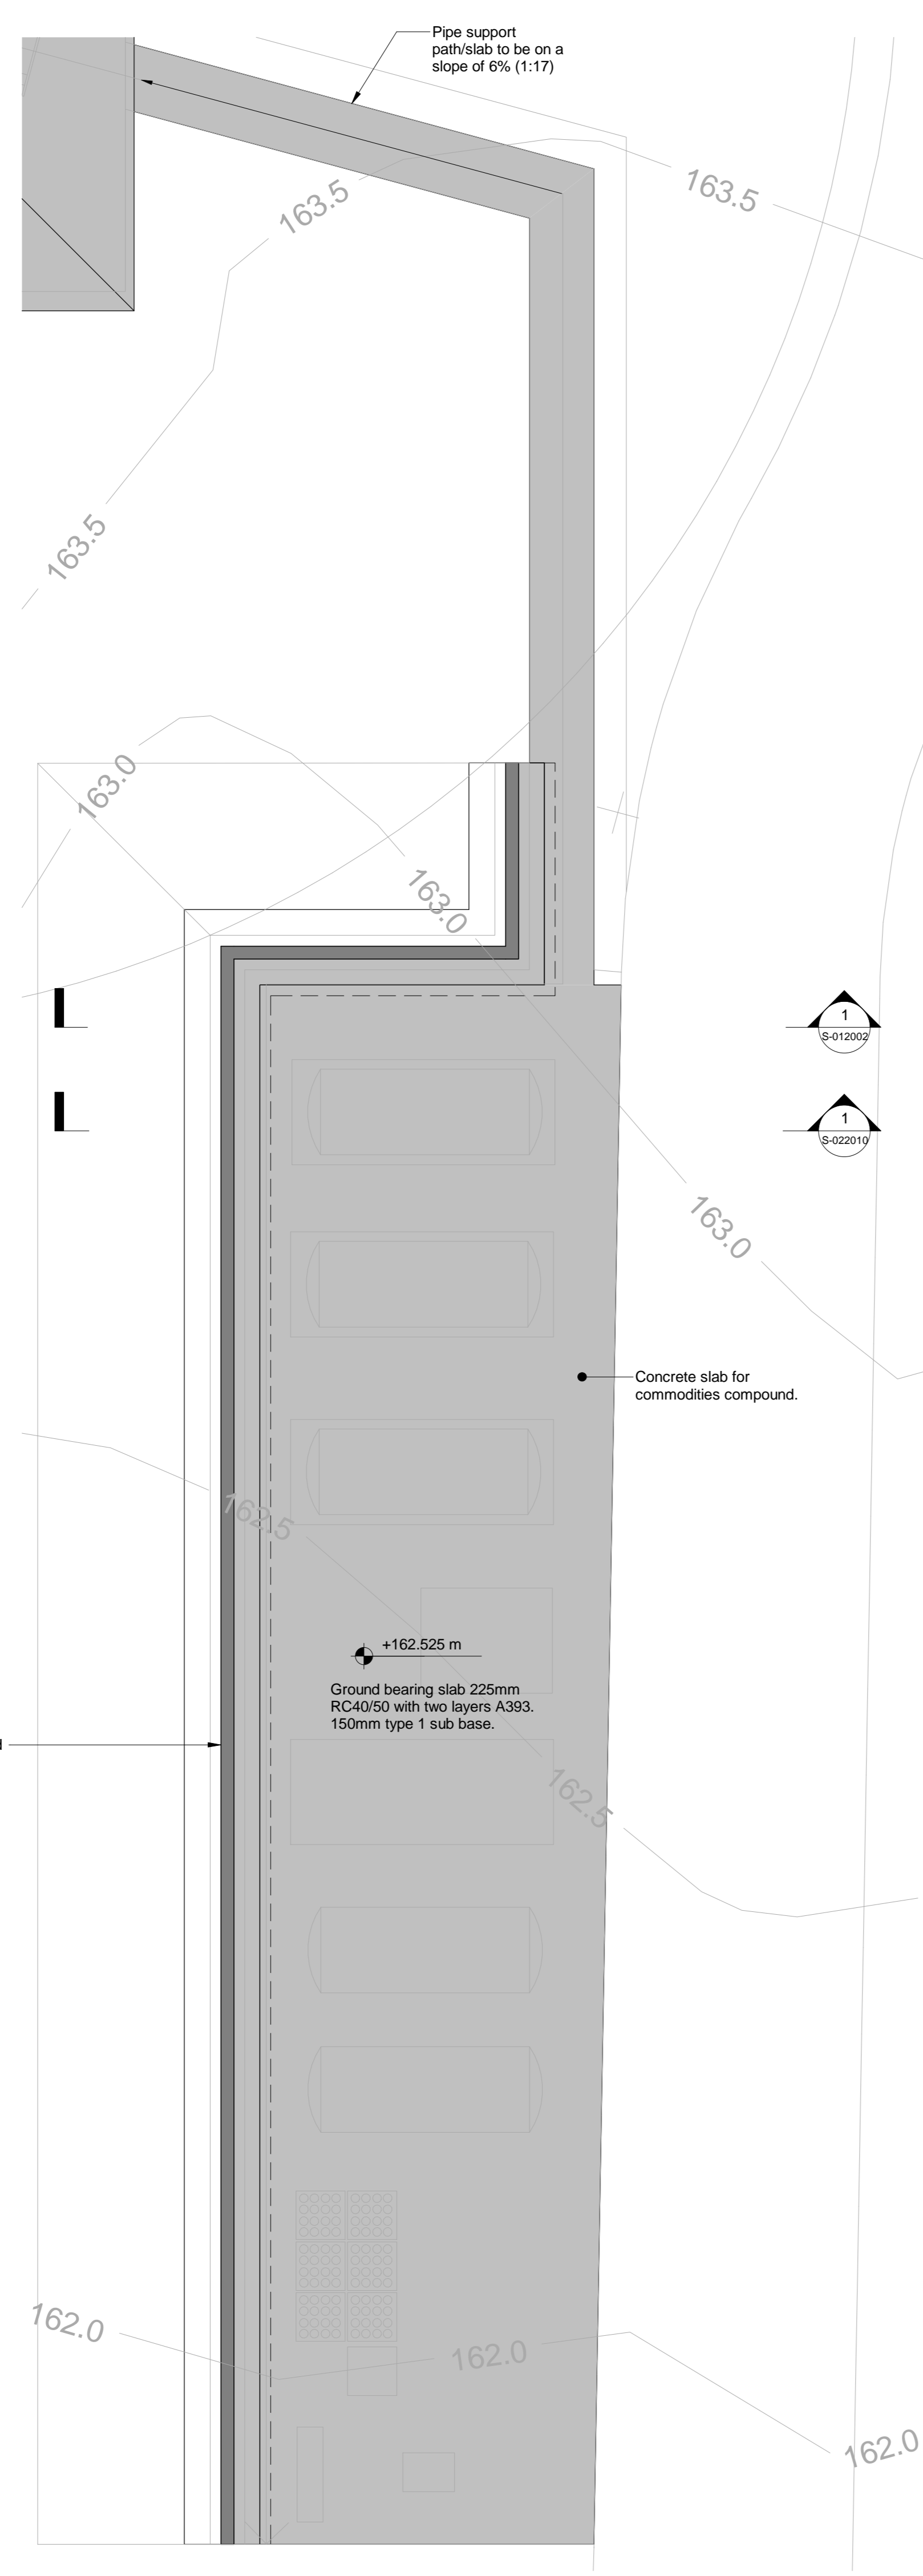 Pipe support
path/slab to be on a
slope of 6% (1:17)
163.5
163.5
163.5
163.0
163.0
1
S-012002
1
S-022010
163.0
Concrete slab for
commodities compound.
162.5
+162.525 m
Ground bearing slab 225mm
RC40/50 with two layers A393.
150mm type 1 sub base.
162.5
162.0
162.0
162.0